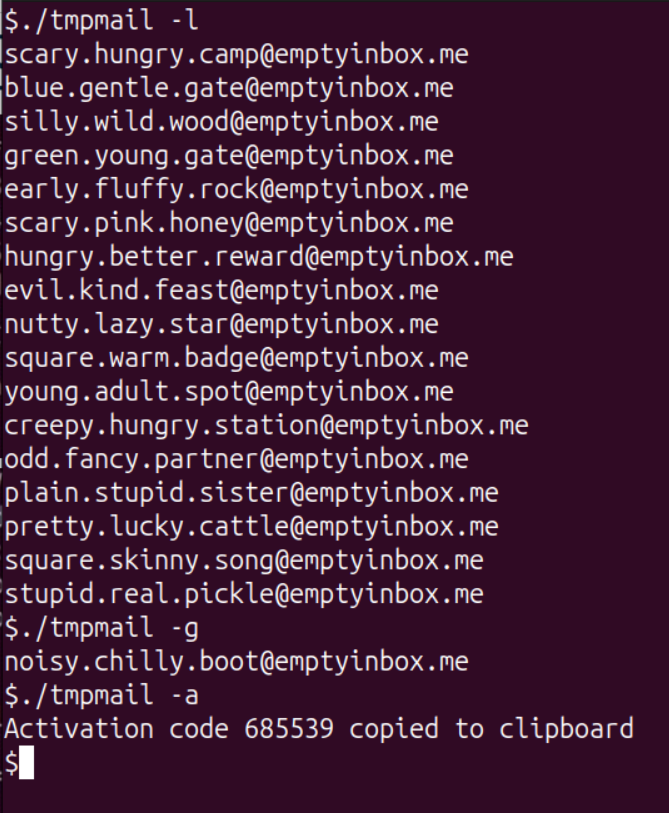 $./tmpmail -l
scary.hungry.camp@emptyinbox.me
blue.gentle.gate@emptyinbox.me
silly.wild.wood@emptyinbox.me
green.young.gate@emptyinbox.me
early.fluffy.rock@emptyinbox.me
scary.pink.honey@emptyinbox.me
hungry.better.reward@emptyinbox.me
evil.kind.feast@emptyinbox.me
nutty.lazy.star@emptyinbox.me
square.warm.badge@emptyinbox.me
young.adult.spot@emptyinbox.me
creepy.hungry.station@emptyinbox.me
odd.fancy.partner@emptyinbox.me
plain.stupid.sister@emptyinbox.me
pretty.lucky.cattle@emptyinbox.me
square.skinny.song@emptyinbox.me
stupid.real.pickle@emptyinbox.me
$./tmpmail -g
noisy.chilly.boot@emptyinbox.me
$./tmpmail -a
Activation code 685539 copied to clipboard
$